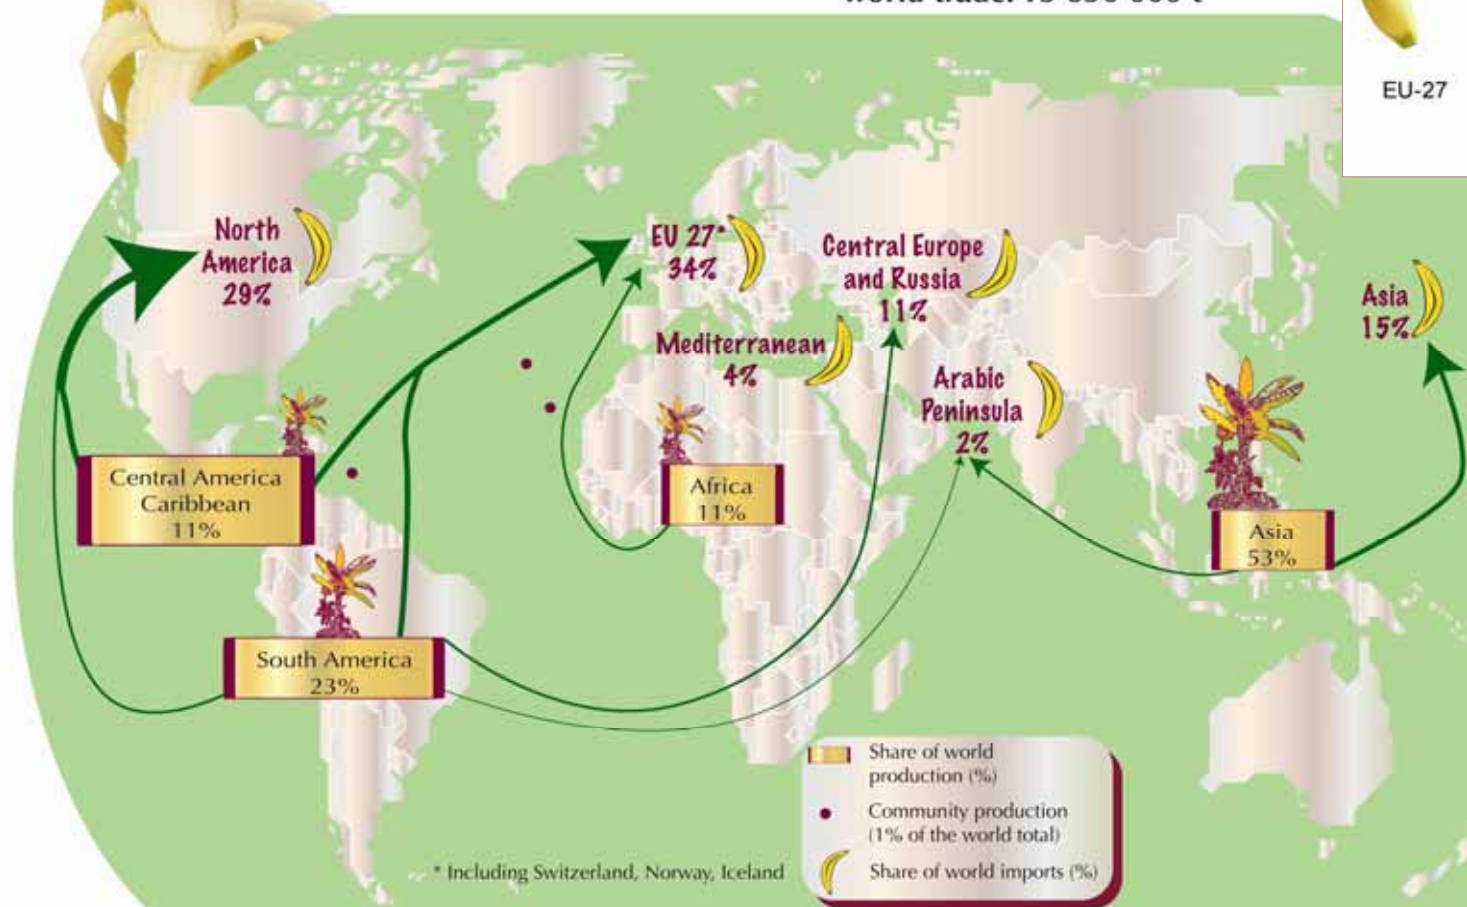 EU-27
North
America
29%
EU 27*
34%
Central Europe
and Russia
11%
Asia
15%
Mediterranean
4%
Arabic
Peninsula
2%
Central America
Caribbean
11%
Africa
11%
Asia
53%
South America
23%
Share of world
production (%)
Community production
(1% of the world total)
Share of world imports (%)
* Including Switzerland, Norway, Iceland